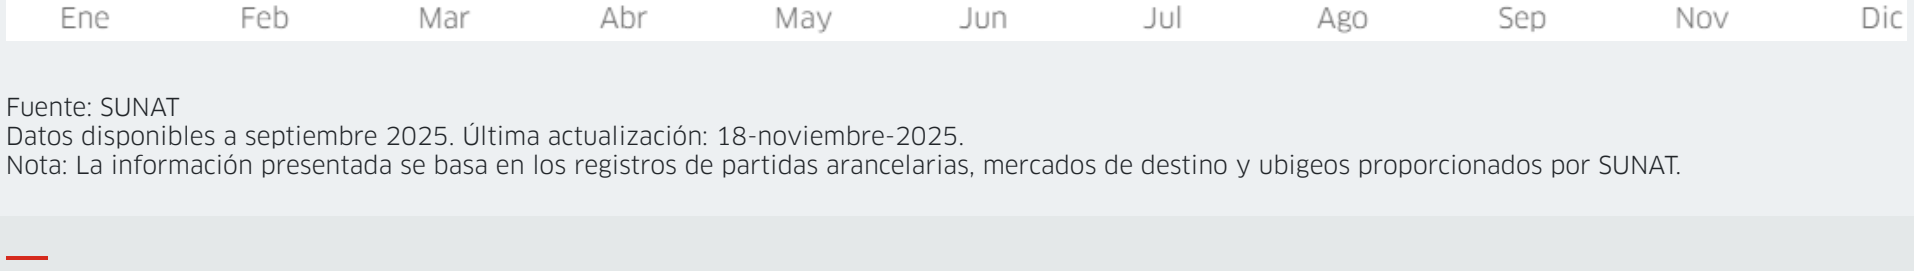 Ene Feb Mar Abr May Jun Jul Ago Sep Nov Dic
Fuente: SUNAT
Datos disponibles a septiembre 2025. Última actualización: 18-noviembre-2025.
Nota: La información presentada se basa en los registros de partidas arancelarias, mercados de destino y ubigeos proporcionados por SUNAT.